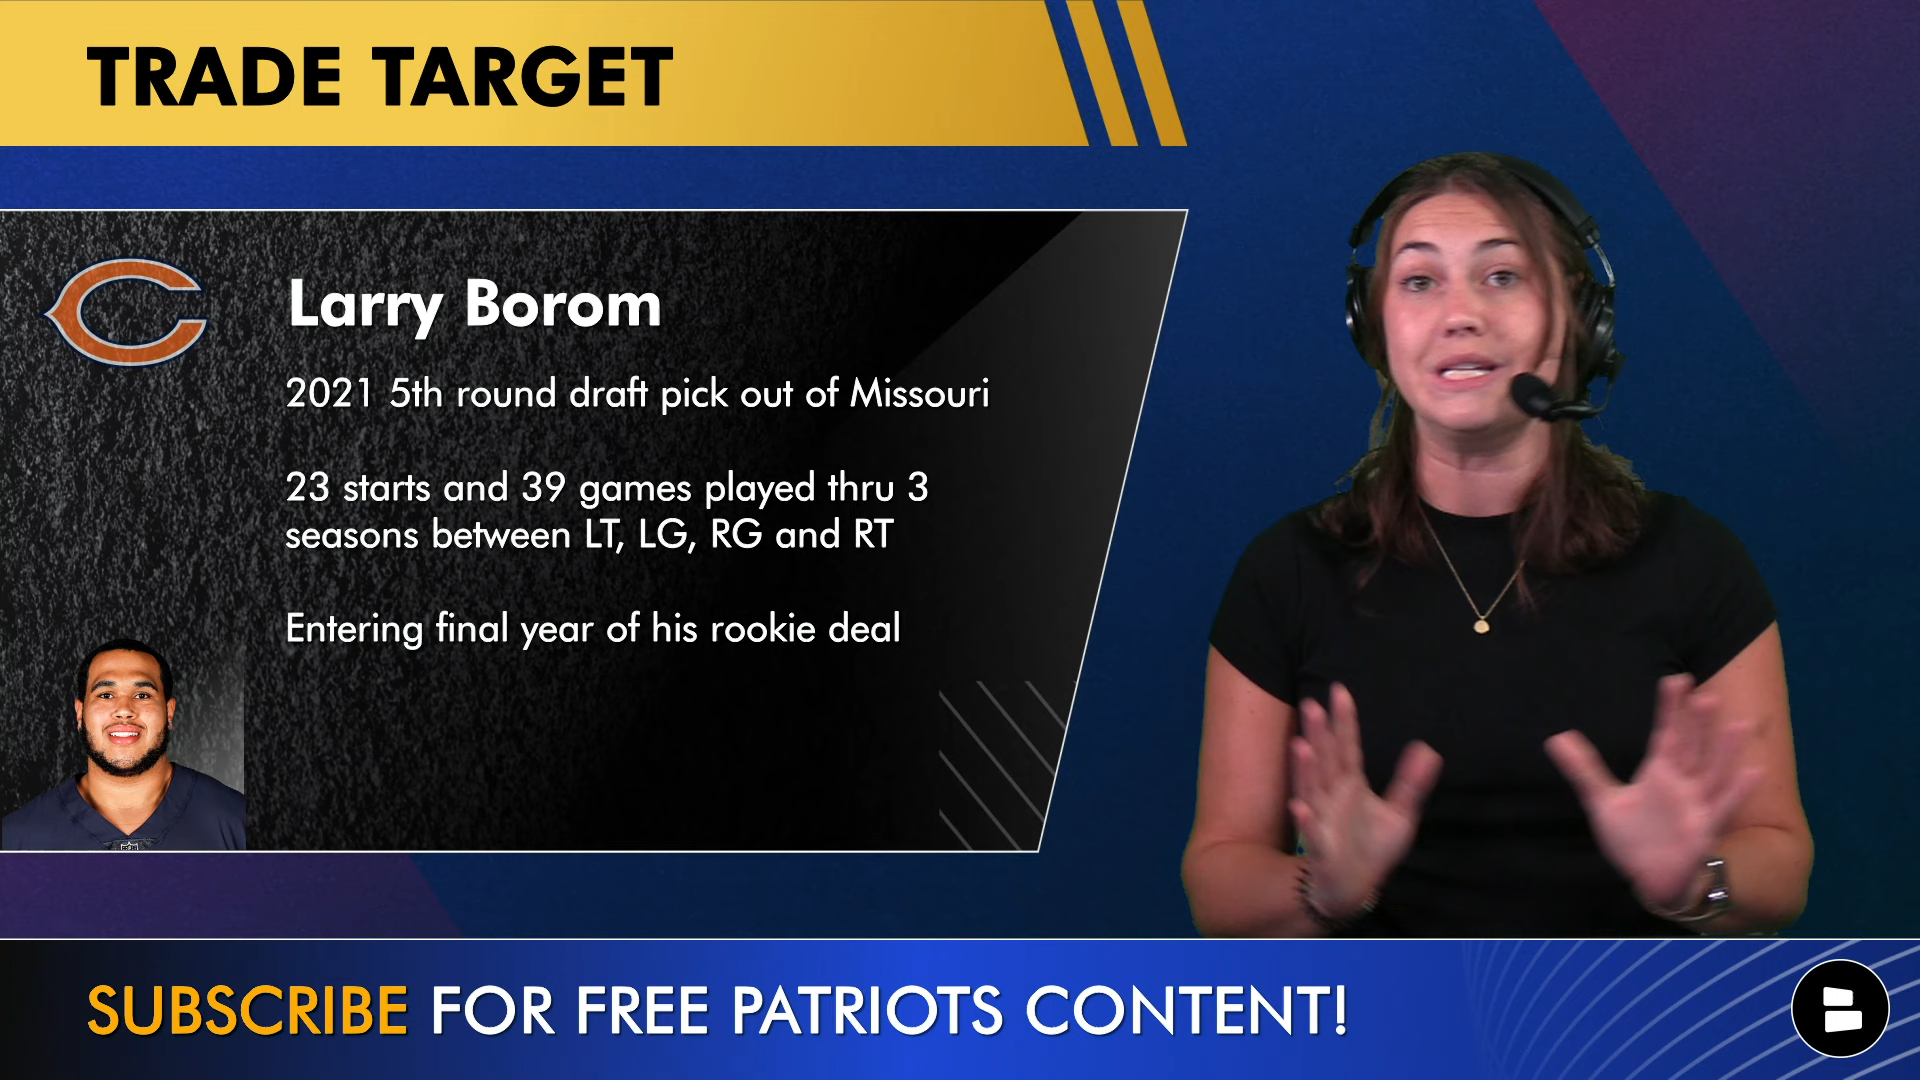 TRADE TARGET
Larry Borom
2021 5th round draft pick out of Missouri
23 starts and 39 games played thru 3
seasons between LT, LG, RG and RT
Entering final year of his rookie deal
SUBSCRIBE FOR FREE PATRIOTS CONTENT!